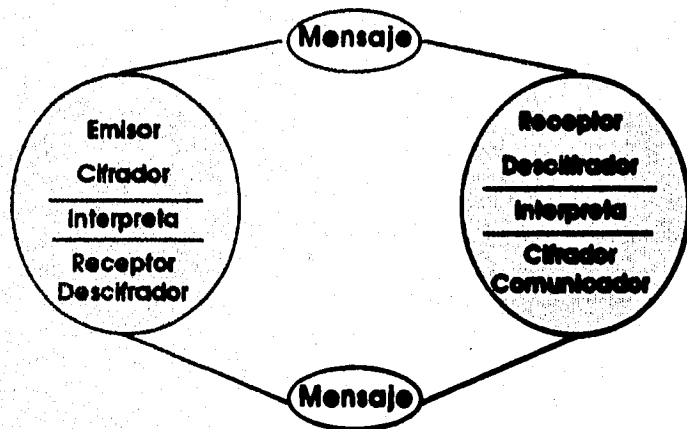 Mensaje
Emisor
Cifrador
Interpreta
Receptor
Descifrador
Receptor
Descifrador
Interpreta
Cifrador
Comunicador
Mensaje